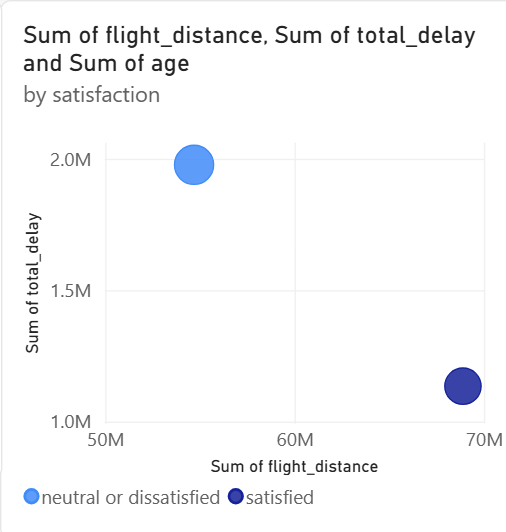 Sum of flight_distance, Sum of total_delay
and Sum of age
by satisfaction
2.0M
1.5M
1.0M
Sum of total_delay
50M 60M 70M
Sum of flight_distance
neutral or dissatisfied satisfied